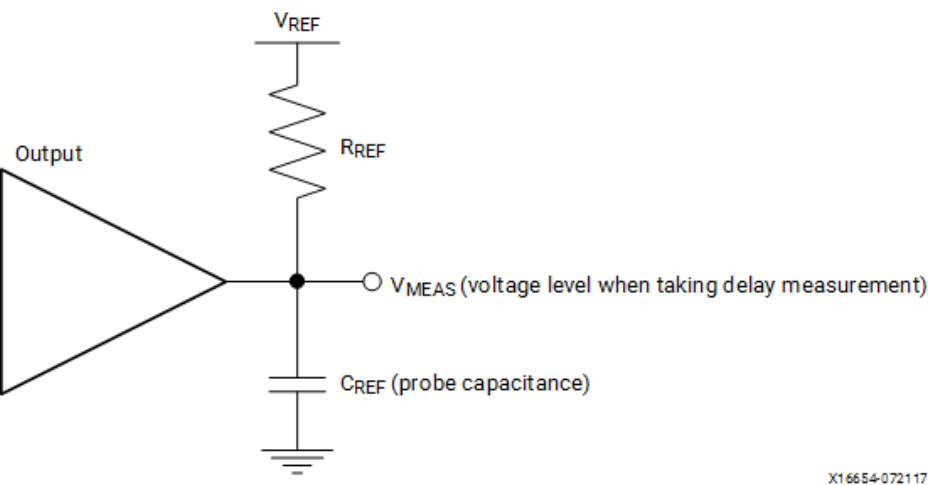 VREF
RREF
Output
VMEAS (voltage level when taking delay measurement)
CREF (probe capacitance)
X16654-072117